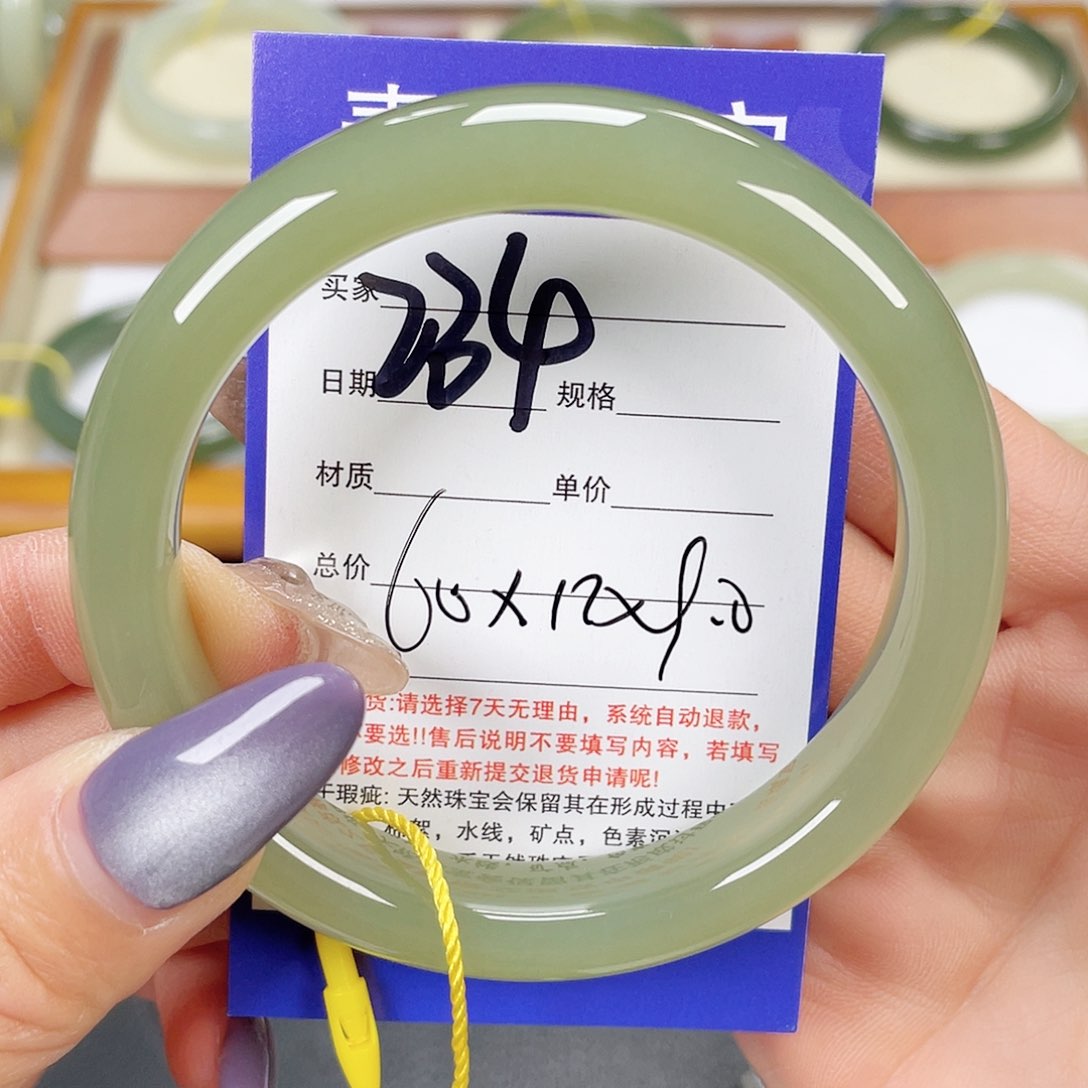 买家 234
日期 规格
材质 单价
总价
60x12x9.0
货:请选择7天无理由，系统自动退款，
要选!!售后说明不要填写内容，若填写
修改之后重新提交退货申请呢!
瑕疵: 天然珠宝会保留其在形成过程中
絮，水线，矿点，色素沉